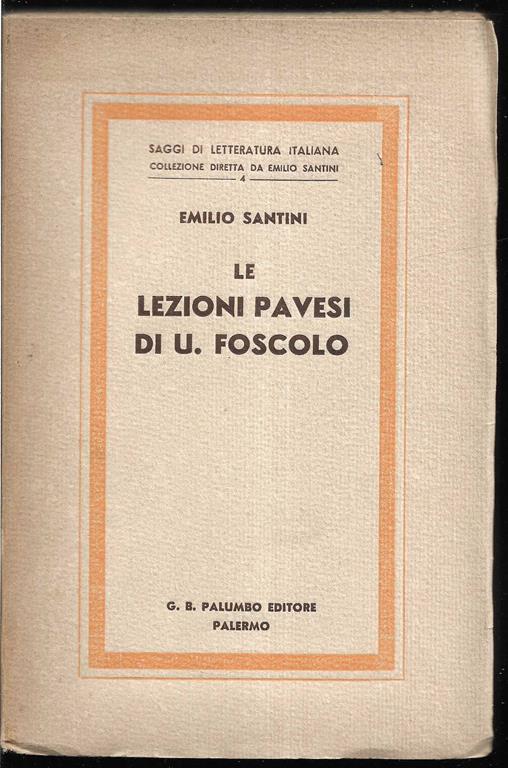 SAGGI DI LETTERATURA ITALIANA
COLLEZIONE DIRETTA DA EMILIO SANTINI
4
EMILIO SANTINI
LE
LEZIONI PAVESI
DI U. FOSCOLO
G. B. PALUMBO EDITORE
PALERMO